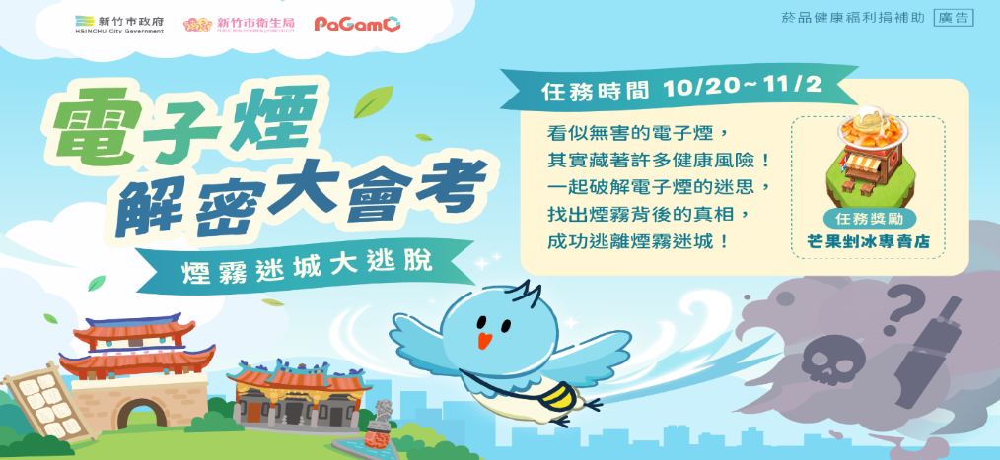 新竹市政府
HSINCHU City Government
新竹市衛生局
PaGamO
菸品健康福利捐補助 廣告
電子煙
解密大會考
煙霧迷城大逃脫
任務時間 10/20~11/2
看似無害的電子煙，
其實藏著許多健康風險！
一起破解電子煙的迷思，
找出煙霧背後的真相，
成功逃離煙霧迷城！
任務獎勵
芒果剉冰專賣店
?